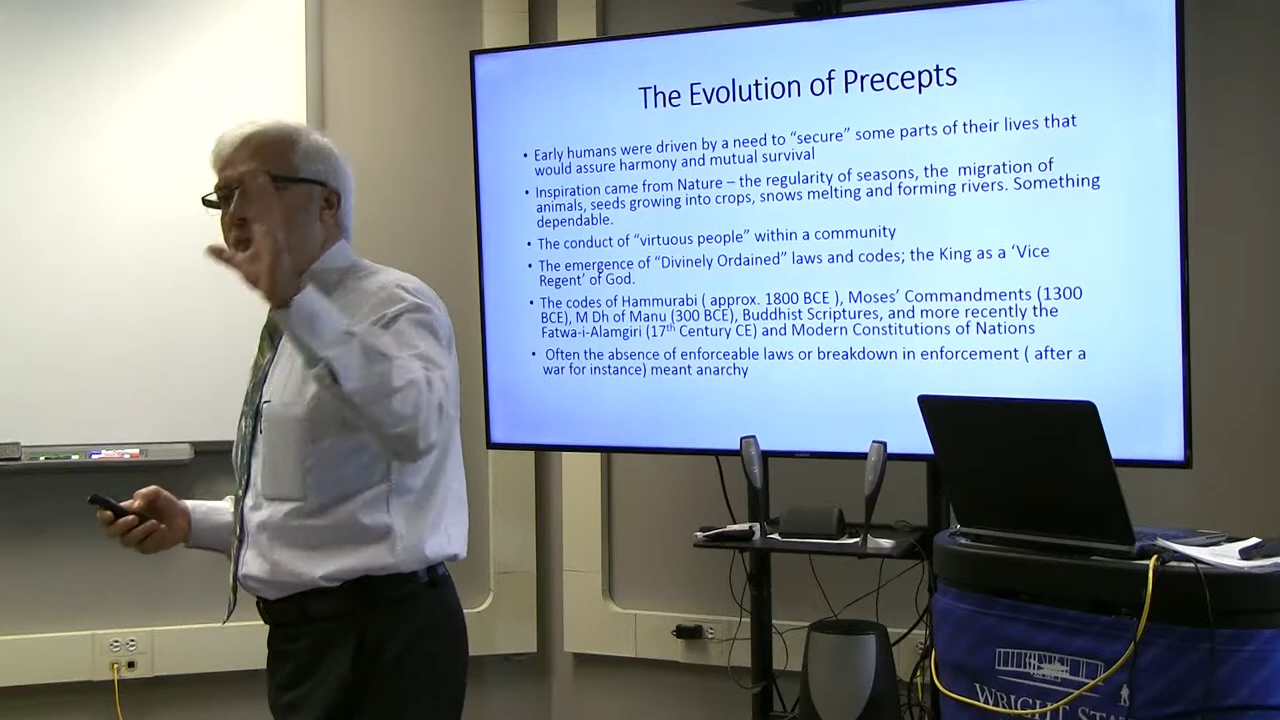 The Evolution of Precepts
• Early humans were driven by a need to “secure” some parts of their lives that
would assure harmony and mutual survival
• Inspiration came from Nature – the regularity of seasons, the migration of
animals, seeds growing into crops, snows melting and forming rivers. Something
dependable.
• The conduct of “virtuous people” within a community
• The emergence of “Divinely Ordained” laws and codes; the King as a ‘Vice
Regent’ of God.
• The codes of Hammurabi ( approx. 1800 BCE ), Moses’ Commandments (1300
BCE), M Dh of Manu (300 BCE), Buddhist Scriptures, and more recently the
Fatwa-i-Alamgiri (17th Century CE) and Modern Constitutions of Nations
• Often the absence of enforceable laws or breakdown in enforcement ( after a
war for instance) meant anarchy
WRIGHT STA